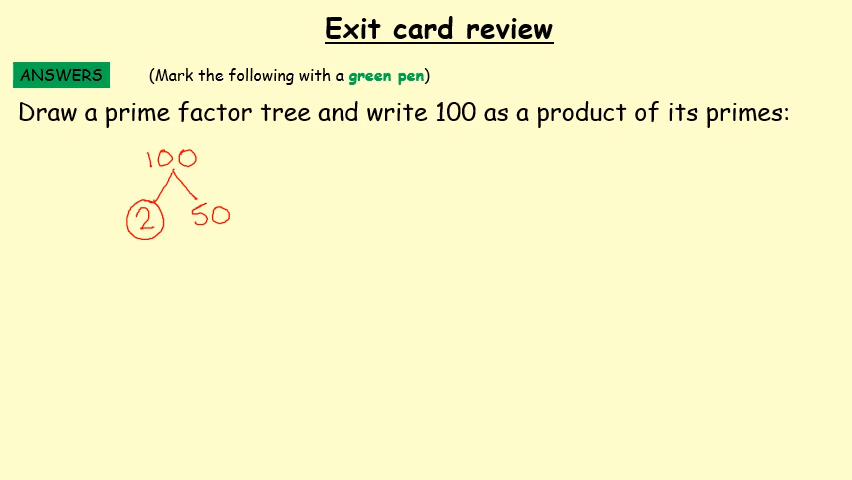 Exit card review
ANSWERS (Mark the following with a green pen)
Draw a prime factor tree and write 100 as a product of its primes:
100
2 50